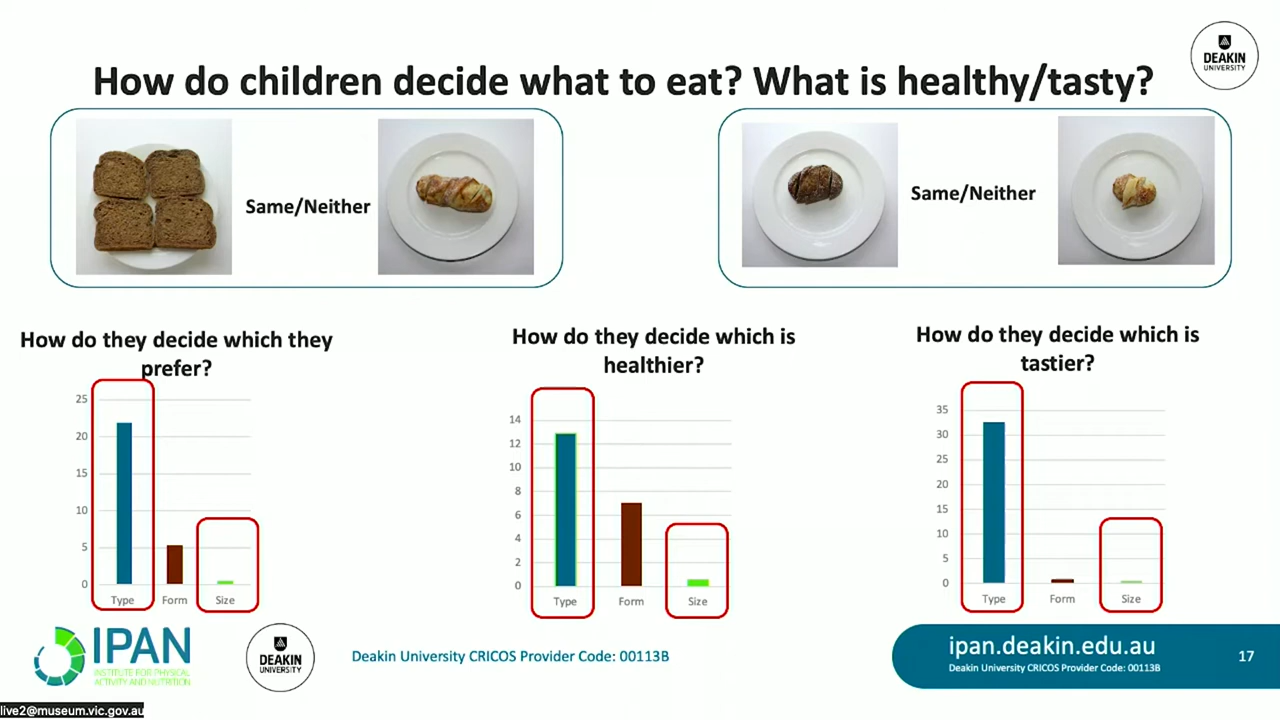 DEAKIN
UNIVERSITY
How do children decide what to eat? What is healthy/tasty?
Same/Neither
Same/Neither
How do they decide which they
prefer?
25
20
15
10
5
0
Type Form Size
How do they decide which is
healthier?
14
12
10
8
6
4
2
0
Type Form Size
How do they decide which is
tastier?
35
30
25
20
15
10
5
0
Type Form Size
IPAN
INSTITUTE FOR PHYSICAL
ACTIVITY AND NUTRITION
DEAKIN
UNIVERSITY
Deakin University CRICOS Provider Code: 00113B
ipan.deakin.edu.au
Deakin University CRICOS Provider Code: 00113B
17
live2@museum.vic.gov.au